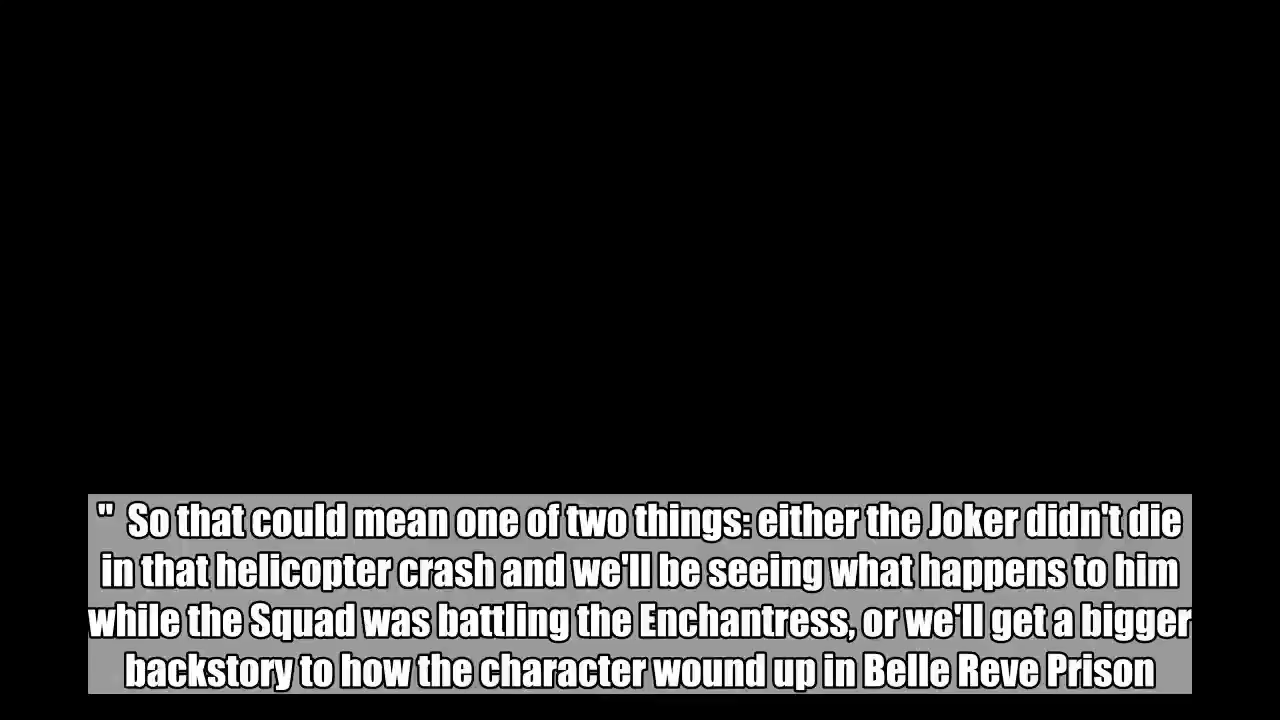 " So that could mean one of two things: either the Joker didn't die
in that helicopter crash and we'll be seeing what happens to him
while the Squad was battling the Enchantress, or we'll get a bigger
backstory to how the character wound up in Belle Reve Prison